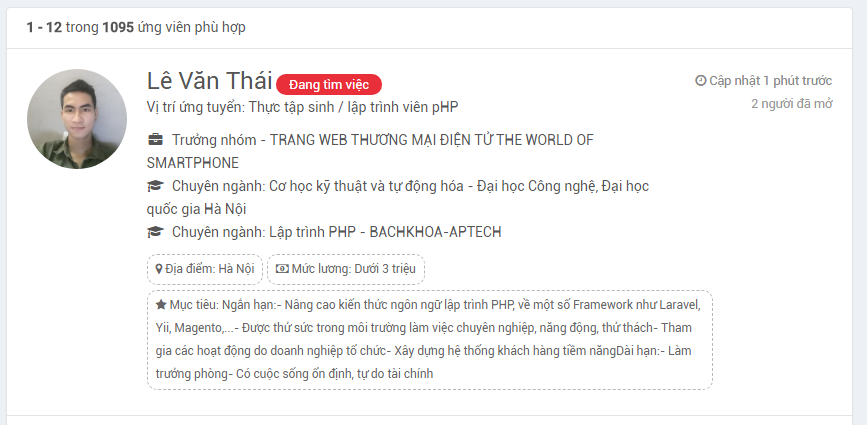 1 - 12 trong 1095 ứng viên phù hợp
Lê Văn Thái Đang tìm việc
Cập nhật 1 phút trước
Vị trí ứng tuyển: Thực tập sinh / lập trình viên pHP
2 người đã mở
Trưởng nhóm - TRANG WEB THƯƠNG MẠI ĐIỆN TỬ THE WORLD OF
SMARTPHONE
Chuyên ngành: Cơ học kỹ thuật và tự động hóa - Đại học Công nghệ, Đại học
quốc gia Hà Nội
Chuyên ngành: Lập trình PHP - BACHKHOA-APTECH
Địa điểm: Hà Nội Mức lương: Dưới 3 triệu
Mục tiêu: Ngắn hạn:- Nâng cao kiến thức ngôn ngữ lập trình PHP, về một số Framework như Laravel,
Yii, Magento,...- Được thử sức trong môi trường làm việc chuyên nghiệp, năng động, thử thách- Tham
gia các hoạt động do doanh nghiệp tổ chức- Xây dựng hệ thống khách hàng tiềm năngDài hạn:- Làm
trưởng phòng- Có cuộc sống ổn định, tự do tài chính